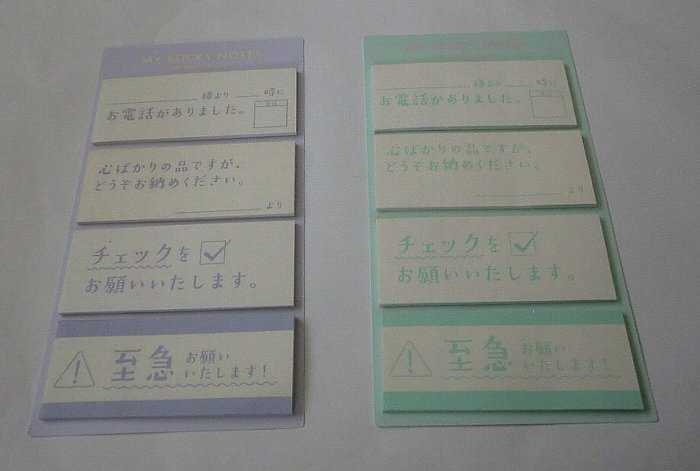 MY STICKY NOTES
様より 時に
お電話がありました。
心ばかりの品ですが、
どうぞお納めください。
より
チェックを
お願いいたします。
至急 お願い
いたします!
様より 時に
お電話がありました。
心ばかりの品ですが、
どうぞお納めください。
より
チェックを
お願いいたします。
至急 お願い
いたします!